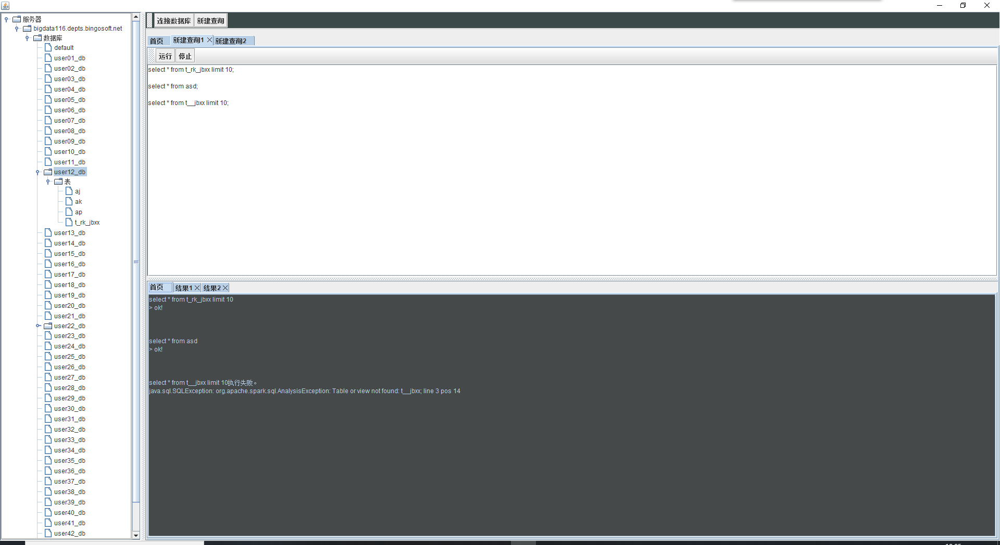 服务器
bigdata116.depts.bingosoft.net
数据库
default
user01_db
user02_db
user03_db
user04_db
user05_db
user06_db
user07_db
user08_db
user09_db
user10_db
user11_db
user12_db
表
aj
ak
ap
t_rk_jbxx
user13_db
user14_db
user15_db
user16_db
user17_db
user18_db
user19_db
user20_db
user21_db
user22_db
user23_db
user24_db
user25_db
user26_db
user27_db
user28_db
user29_db
user30_db
user31_db
user32_db
user33_db
user34_db
user35_db
user36_db
user37_db
user38_db
user39_db
user40_db
user41_db
user42_db
连接数据库 新建查询
首页 新建查询1 新建查询2
运行 停止
select * from t_rk_jbxx limit 10;
select * from asd;
select * from t__jbxx limit 10;
首页 结果1 结果2
select * from t_rk_jbxx limit 10
> ok!
select * from asd
> ok!
select * from t__jbxx limit 10执行失败。
java.sql.SQLException: org.apache.spark.sql.AnalysisException: Table or view not found: t__jbxx; line 3 pos 14